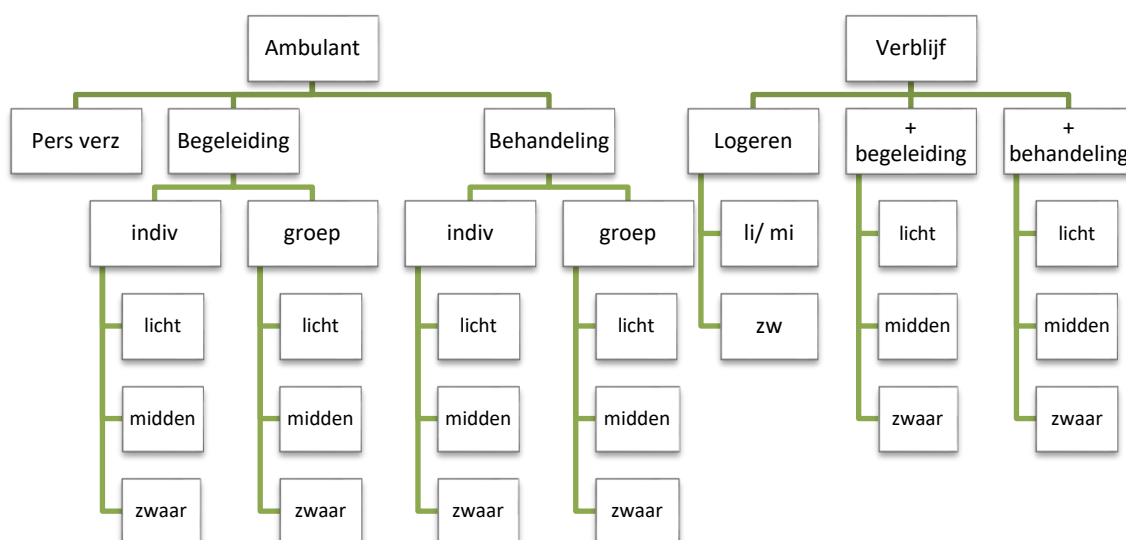 Ambulant
Verblijf
Pers verz
Begeleiding
Behandeling
Logeren
+
begeleiding
+
behandeling
indiv
groep
indiv
groep
li/ mi
licht
licht
licht
licht
licht
licht
zw
midden
midden
midden
midden
midden
midden
zwaar
zwaar
zwaar
zwaar
zwaar
zwaar